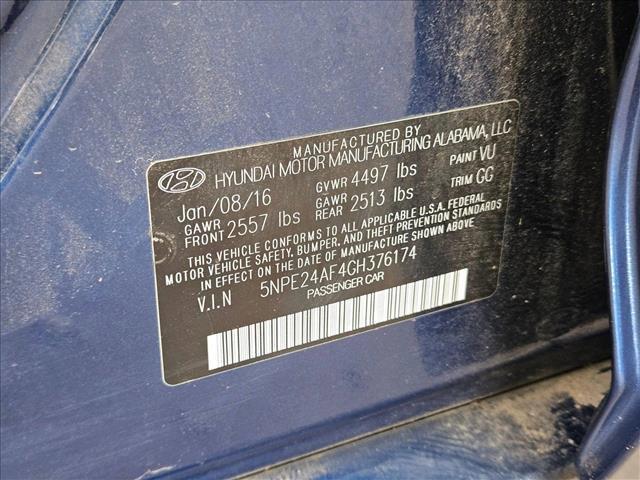 MANUFACTURED BY
HYUNDAI MOTOR MANUFACTURING ALABAMA, LLC
Jan/08/16 GVWR 4497 lbs PAINT VU
GAWR FRONT 2557 lbs GAWR REAR 2513 lbs TRIM GG
THIS VEHICLE CONFORMS TO ALL APPLICABLE U.S.A FEDERAL
MOTOR VEHICLE SAFETY, BUMPER, AND THEFT PREVENTION STANDARDS
IN EFFECT ON THE DATE OF MANUFACTURE SHOWN ABOVE.
V.I.N 5NPE24AF4GH376174
PASSENGER CAR